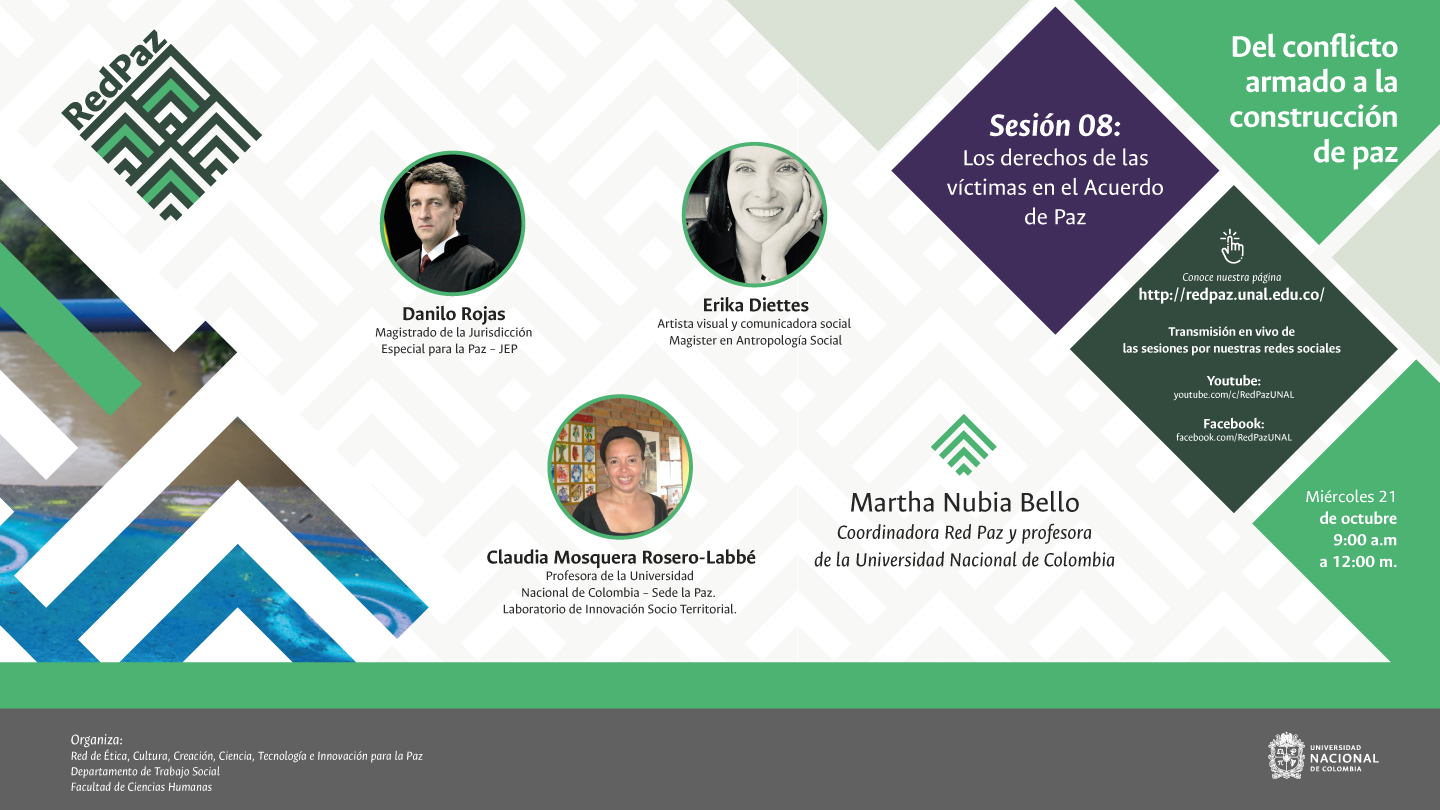 RedPaz
Del conflicto
armado a la
construcción
de paz
Sesión 08:
Los derechos de las
víctimas en el Acuerdo
de Paz
Conoce nuestra página
http://redpaz.unal.edu.co/
Transmisión en vivo de
las sesiones por nuestras redes sociales
Youtube:
youtube.com/c/RedPazUNAL
Facebook:
facebook.com/RedPazUNAL
Danilo Rojas
Magistrado de la Jurisdicción
Especial para la Paz – JEP
Erika Diettes
Artista visual y comunicadora social
Magister en Antropología Social
Claudia Mosquera Rosero-Labbé
Profesora de la Universidad
Nacional de Colombia – Sede la Paz.
Laboratorio de Innovación Socio Territorial.
Martha Nubia Bello
Coordinadora Red Paz y profesora
de la Universidad Nacional de Colombia
Miércoles 21
de octubre
9:00 a.m
a 12:00 m.
Organiza:
Red de Ética, Cultura, Creación, Ciencia, Tecnología e Innovación para la Paz
Departamento de Trabajo Social
Facultad de Ciencias Humanas
UNIVERSIDAD
NACIONAL
DE COLOMBIA